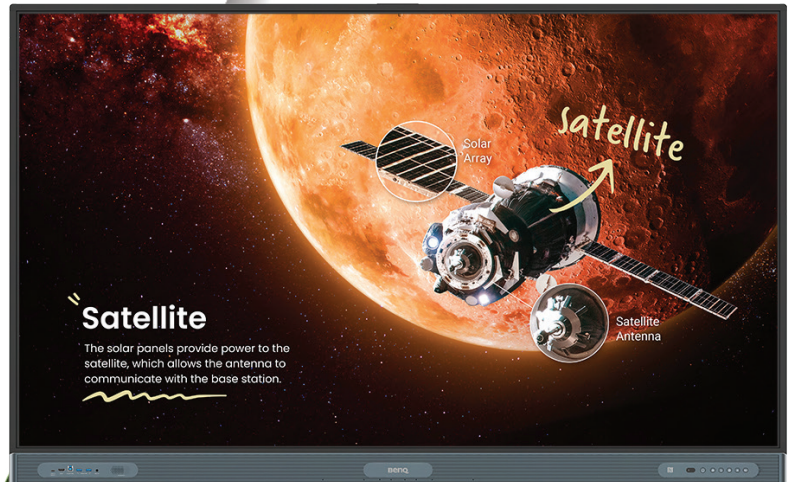 satellite
Solar
Array
Satellite
Antenna
Satellite
The solar panels provide power to the
satellite, which allows the antenna to
communicate with the base station.
BenQ